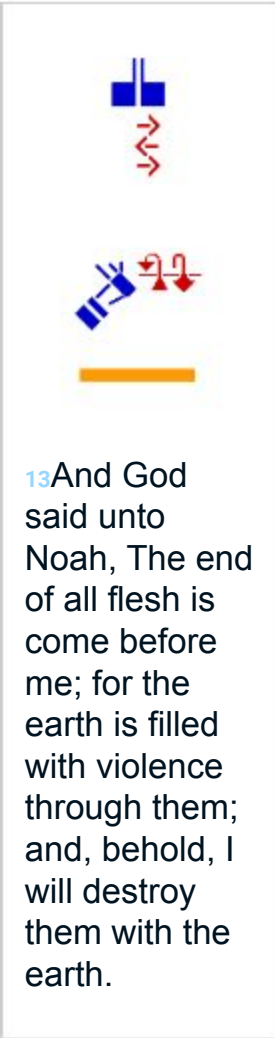 13And God
said unto
Noah, The end
of all flesh is
come before
me; for the
earth is filled
with violence
through them;
and, behold, I
will destroy
them with the
earth.